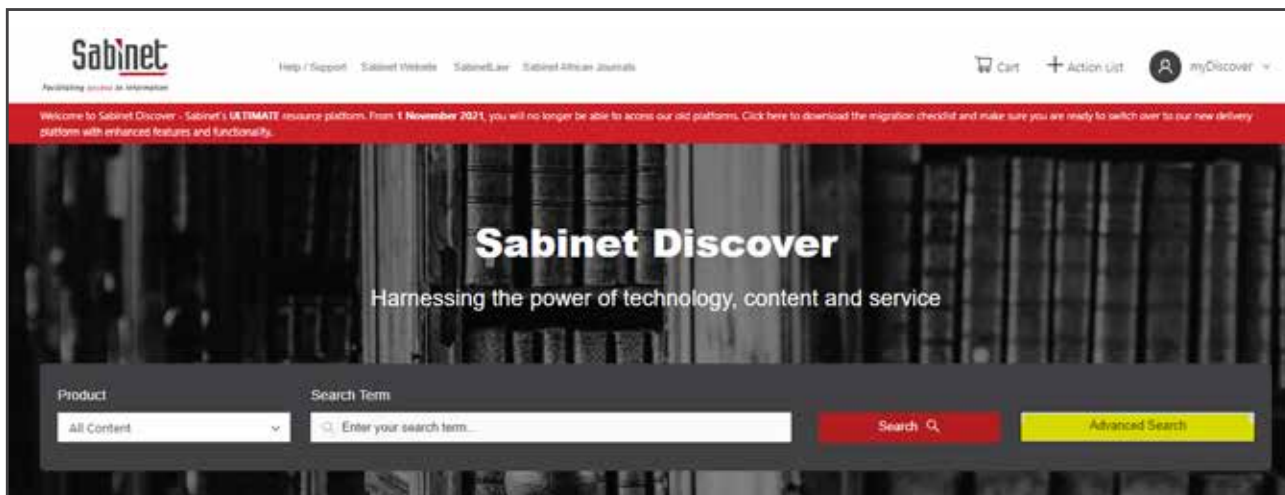 Sabinet
Facilitating access to information
Help / Support Sabinet Website SabinetLaw Sabinet African Journals
Cart
Action List
myDiscover
Welcome to Sabinet Discover - Sabinet's ULTIMATE resource platform. From 1 November 2021, you will no longer be able to access our old platforms. Click here to download the migration checklist and make sure you are ready to switch over to our new delivery
platform with enhanced features and functionality.
Sabinet Discover
Harnessing the power of technology, content and service
Product
Search Term
All Content
Enter your search term...
Search
Advanced Search